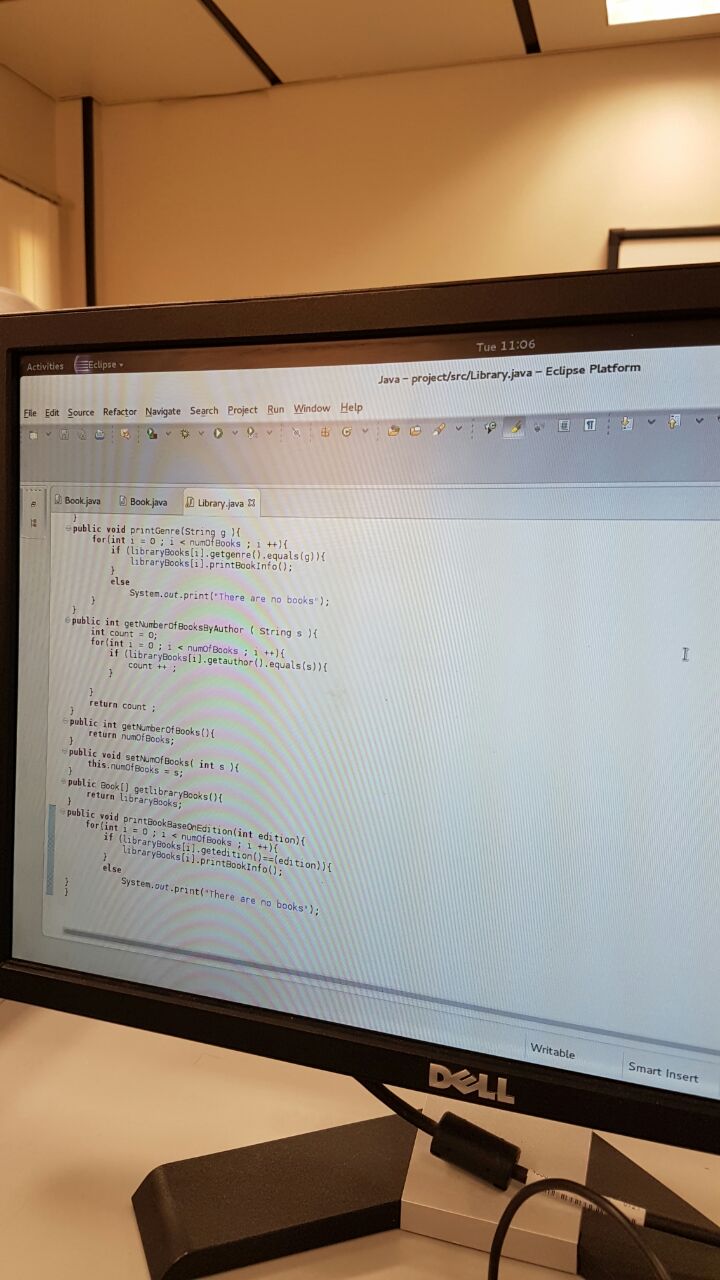 Tue 11:06
Activities Eclipse
Java – project/src/Library.java – Eclipse Platform
File Edit Source Refactor Navigate Search Project Run Window Help
Book.java Book.java Library.java
}
public void printGenre(String g ){
for(int i = 0 ; i < numOfBooks ; i ++){
if (libraryBooks[i].getgenre().equals(g)){
libraryBooks[i].printBookInfo();
}
else
System.out.print("There are no books");
}
}
public int getNumberOfBooksByAuthor ( String s ){
int count = 0;
for(int i = 0 ; i < numOfBooks ; i ++){
if (libraryBooks[i].getauthor().equals(s)){
count ++ ;
}
}
return count ;
}
public int getNumberOfBooks(){
return numOfBooks;
}
public void setNumOfBooks( int s ){
this.numOfBooks = s;
}
public Book[] getlibraryBooks(){
return libraryBooks;
}
public void printBookBaseOnEdition(int edition){
for(int i = 0 ; i < numOfBooks ; i ++){
if (libraryBooks[i].getedition()==(edition)){
libraryBooks[i].printBookInfo();
}
else
System.out.print("There are no books");
}
}
Writable Smart Insert
DELL